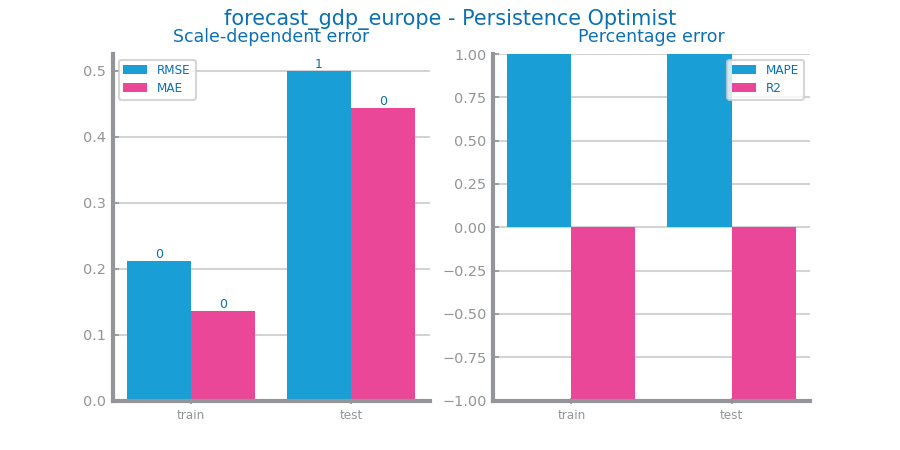 forecast_gdp_europe - Persistence Optimist
Scale-dependent error
RMSE
MAE
0.5
0.4
0.3
0.2
0.1
0.0
0
0
1
0
train
test
Percentage error
MAPE
R2
1.00
0.75
0.50
0.25
0.00
−0.25
−0.50
−0.75
−1.00
train
test